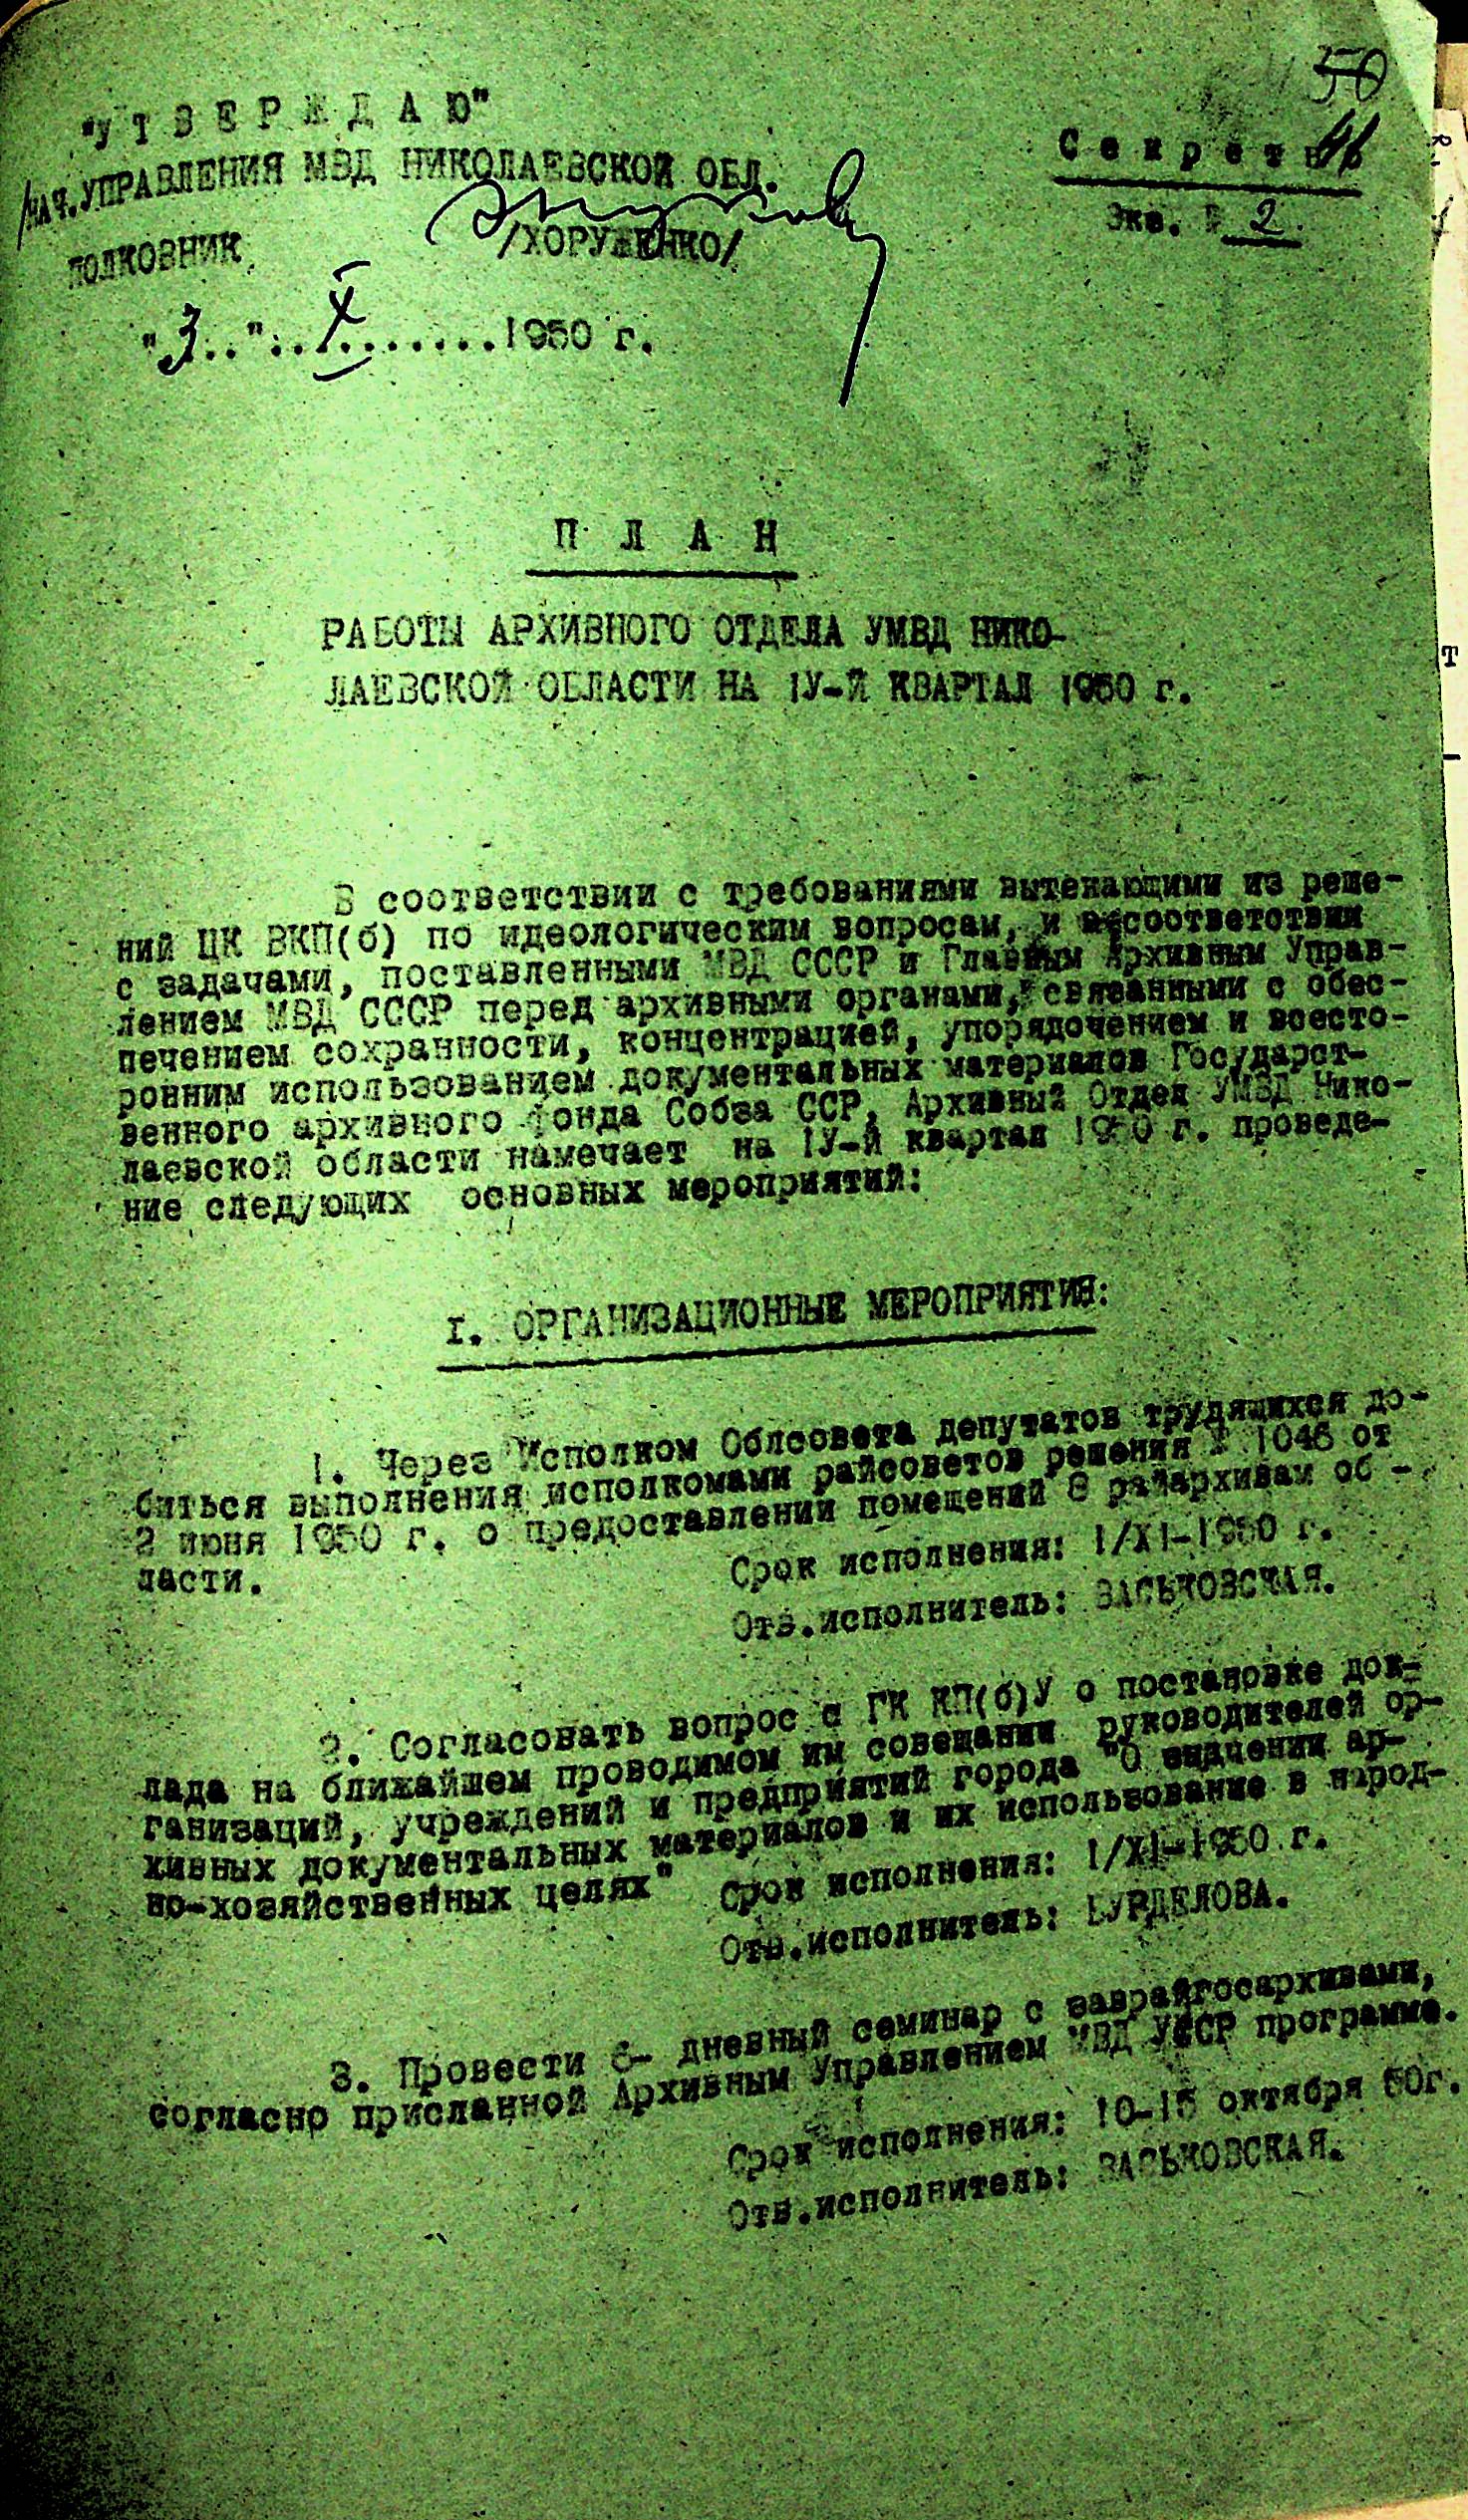 50
"У Т В Е Р Ж Д А Ю"
Секретн
/НАЧ.УПРАВЛЕНИЯ МВД НИКОЛАЕВСКОЙ ОБЛ.
Экз. № 2.
ПОЛКОВНИК /ХОРУЖЕНКО/
"3.."..X.......1950 г.
П Л А Н
РАБОТЫ АРХИВНОГО ОТДЕЛА УМВД НИКО-
ЛАЕВСКОЙ ОБЛАСТИ НА 1У-Й КВАРТАЛ 1950 г.
В соответствии с требованиями вытекающими из реше-
ний ЦК ВКП(б) по идеологическим вопросам, и в соответствии
с задачами, поставленными МВД СССР и Главным Архивным Управ-
лением МВД СССР перед архивными органами, связанными с обес-
печением сохранности, концентрацией, упорядочением и всесто-
ронним использованием документальных материалов Государст-
венного архивного фонда Союза ССР, Архивный Отдел УМВД Нико-
лаевской области намечает на 1У-й квартал 1950 г. проведе-
ние следующих основных мероприятий:
I. ОРГАНИЗАЦИОННЫЕ МЕРОПРИЯТИЯ:
1. Через Исполком Облсовета депутатов трудящихся до-
биться выполнения исполкомами райсоветов решения № 1046 от
2 июня 1950 г. о предоставлении помещений 8 райархивам об -
ласти.
Срок исполнения: 1/XI-1950 г.
Отв.исполнитель: ВАСЬКОВСКАЯ.
2. Согласовать вопрос с ГК КП(б)У о постановке док-
лада на ближайшем проводимом им совещании руководителей ор-
ганизаций, учреждений и предприятий города "О значении ар-
хивных документальных материалов и их использование в народ-
но-хозяйственных целях"
Срок исполнения: 1/XI-1950 г.
Отв.исполнитель: БУРДЕЛОВА.
3. Провести 6- дневный семинар с заврайгосархивами,
согласно присланной Архивным Управлением МВД УССР программе.
Срок исполнения: 10-15 октября 50г.
Отв.исполнитель: ВАСЬКОВСКАЯ.